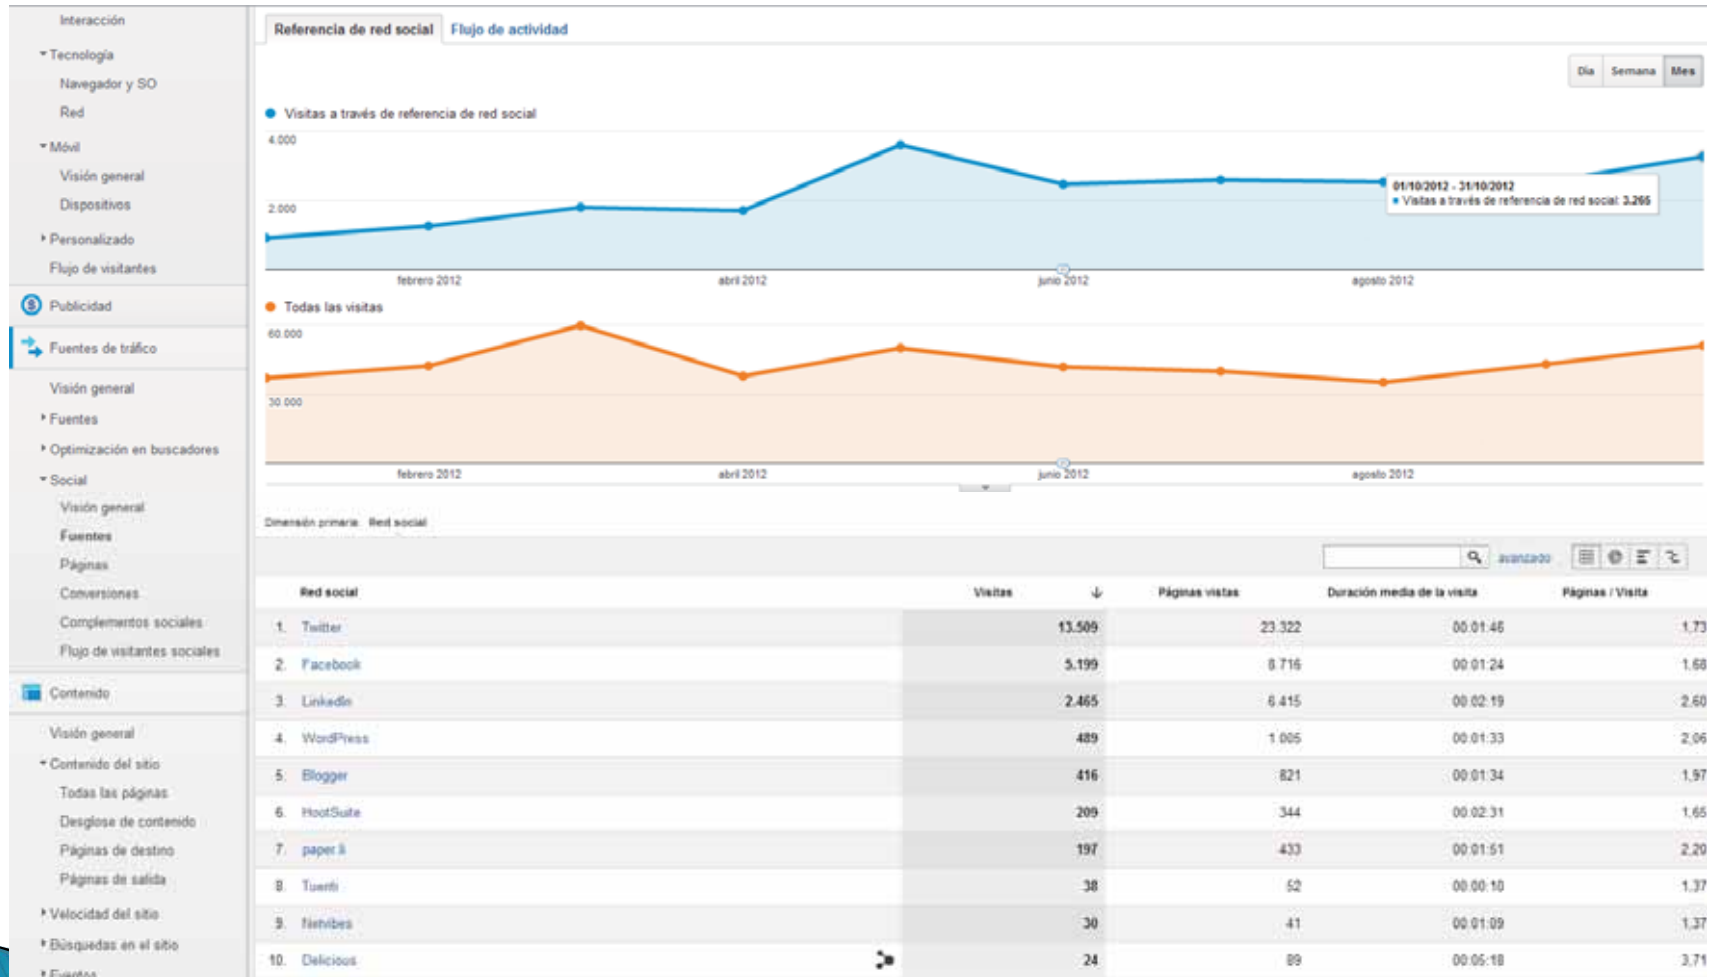 Interacción
Tecnología
Navegador y SO
Red
Móvil
Visión general
Dispositivos
Personalizado
Flujo de visitantes
Publicidad
Fuentes de tráfico
Visión general
Fuentes
Optimización en buscadores
Social
Visión general
Fuentes
Páginas
Conversiones
Complementos sociales
Flujo de visitantes sociales
Contenido
Visión general
Contenido del sitio
Todas las páginas
Desglose de contenido
Páginas de destino
Páginas de salida
Velocidad del sitio
Búsquedas en el sitio
Eventos
Referencia de red social Flujo de actividad
Día Semana Mes
Visitas a través de referencia de red social
4.000
2.000
01/10/2012 - 31/10/2012
Visitas a través de referencia de red social: 3.265
febrero 2012 abril 2012 junio 2012 agosto 2012
Todas las visitas
60.000
30.000
febrero 2012 abril 2012 junio 2012 agosto 2012
Dimensión primaria: Red social
avanzado
Red social Visitas Páginas vistas Duración media de la visita Páginas / Visita
1. Twitter 13.509 23.322 00:01:46 1,73
2. Facebook 5.199 8.716 00:01:24 1,68
3. LinkedIn 2.465 6.415 00:02:19 2,60
4. WordPress 489 1.005 00:01:33 2,06
5. Blogger 416 821 00:01:34 1,97
6. HootSuite 209 344 00:02:31 1,65
7. paper.li 197 433 00:01:51 2,20
8. Tuenti 38 52 00:00:10 1,37
9. Netvibes 30 41 00:01:09 1,37
10. Delicious 24 89 00:05:18 3,71